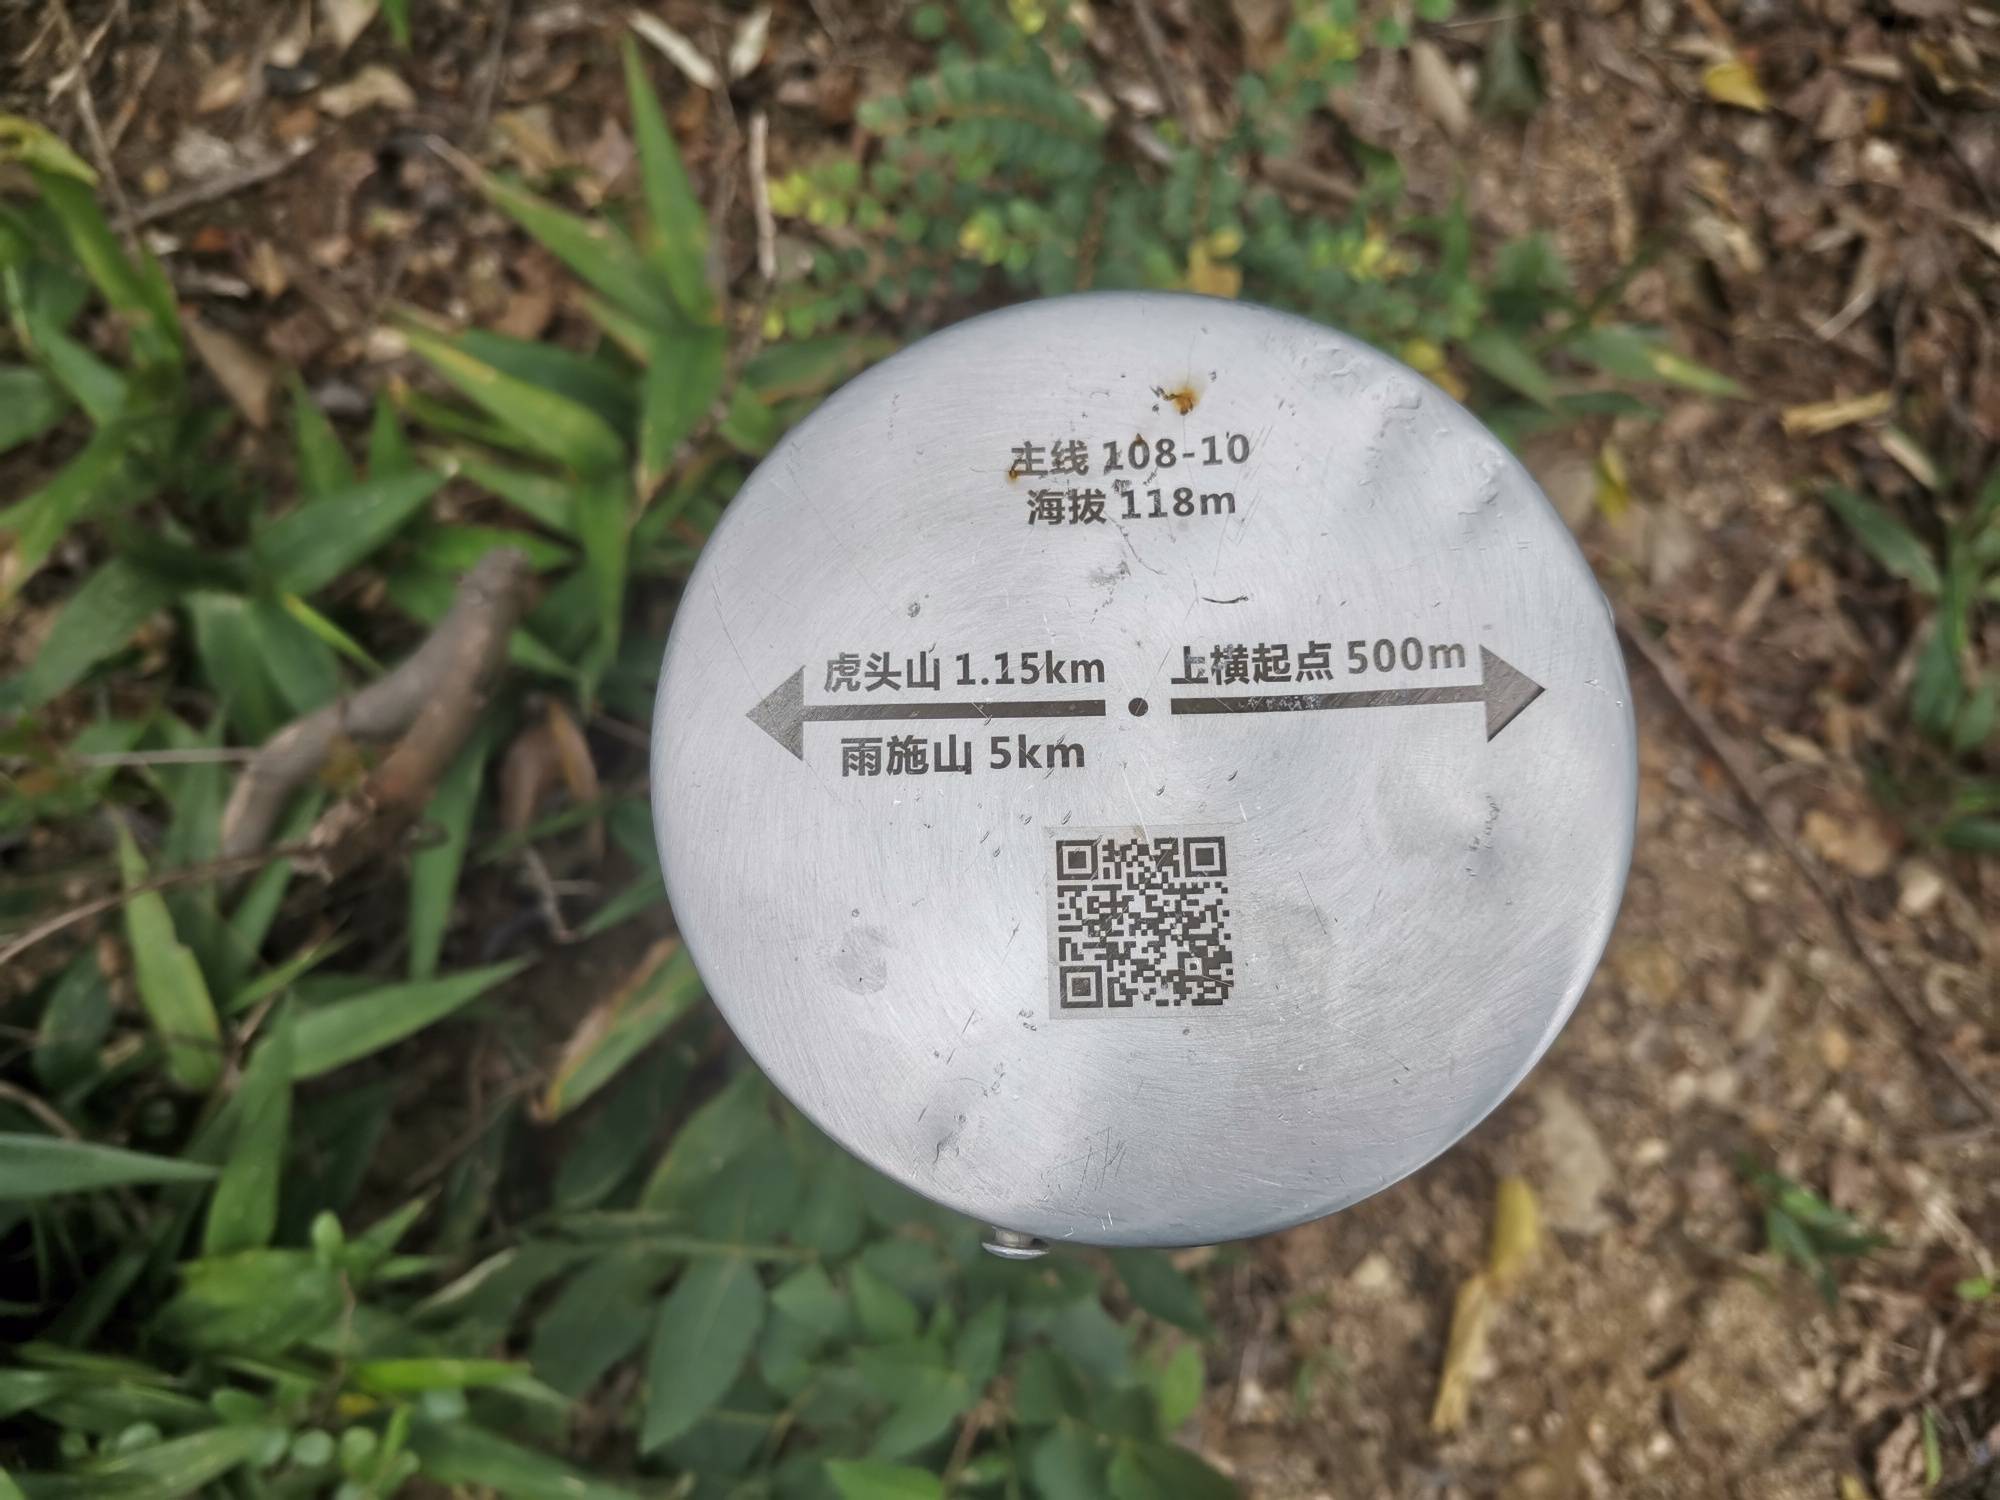 主线 108-10
海拔 118m
虎头山 1.15km
上横起点 500m
雨施山 5km